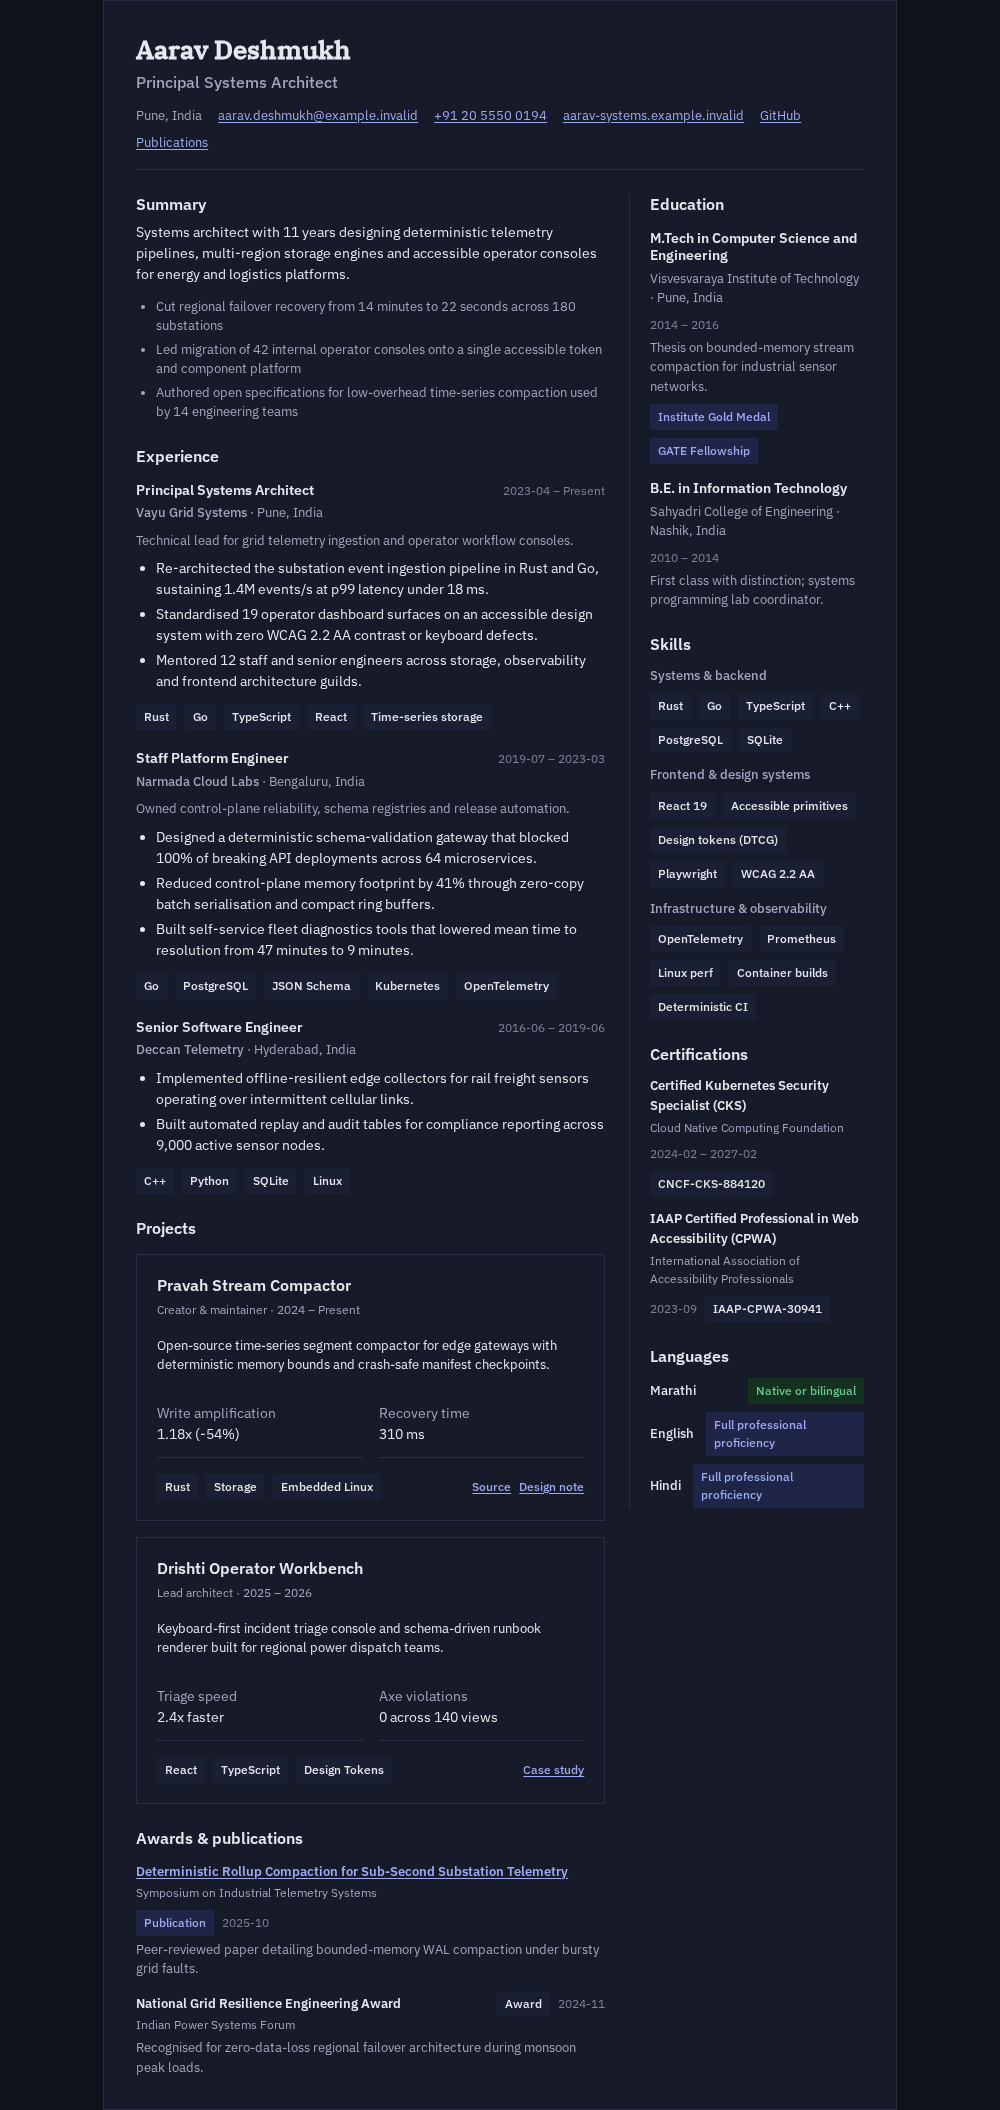 Aarav Deshmukh
Principal Systems Architect
Pune, India aarav.deshmukh@example.invalid +91 20 5550 0194 aarav-systems.example.invalid GitHub
Publications
Summary
Systems architect with 11 years designing deterministic telemetry
pipelines, multi-region storage engines and accessible operator consoles
for energy and logistics platforms.
• Cut regional failover recovery from 14 minutes to 22 seconds across 180
substations
• Led migration of 42 internal operator consoles onto a single accessible token
and component platform
• Authored open specifications for low-overhead time-series compaction used
by 14 engineering teams
Experience
Principal Systems Architect 2023-04 – Present
Vayu Grid Systems · Pune, India
Technical lead for grid telemetry ingestion and operator workflow consoles.
• Re-architected the substation event ingestion pipeline in Rust and Go,
sustaining 1.4M events/s at p99 latency under 18 ms.
• Standardised 19 operator dashboard surfaces on an accessible design
system with zero WCAG 2.2 AA contrast or keyboard defects.
• Mentored 12 staff and senior engineers across storage, observability
and frontend architecture guilds.
Rust Go TypeScript React Time-series storage
Staff Platform Engineer 2019-07 – 2023-03
Narmada Cloud Labs · Bengaluru, India
Owned control-plane reliability, schema registries and release automation.
• Designed a deterministic schema-validation gateway that blocked
100% of breaking API deployments across 64 microservices.
• Reduced control-plane memory footprint by 41% through zero-copy
batch serialisation and compact ring buffers.
• Built self-service fleet diagnostics tools that lowered mean time to
resolution from 47 minutes to 9 minutes.
Go PostgreSQL JSON Schema Kubernetes OpenTelemetry
Senior Software Engineer 2016-06 – 2019-06
Deccan Telemetry · Hyderabad, India
• Implemented offline-resilient edge collectors for rail freight sensors
operating over intermittent cellular links.
• Built automated replay and audit tables for compliance reporting across
9,000 active sensor nodes.
C++ Python SQLite Linux
Projects
Pravah Stream Compactor
Creator & maintainer · 2024 – Present
Open-source time-series segment compactor for edge gateways with
deterministic memory bounds and crash-safe manifest checkpoints.
Write amplification Recovery time
1.18x (-54%) 310 ms
Rust Storage Embedded Linux Source Design note
Drishti Operator Workbench
Lead architect · 2025 – 2026
Keyboard-first incident triage console and schema-driven runbook
renderer built for regional power dispatch teams.
Triage speed Axe violations
2.4x faster 0 across 140 views
React TypeScript Design Tokens Case study
Awards & publications
Deterministic Rollup Compaction for Sub-Second Substation Telemetry
Symposium on Industrial Telemetry Systems
Publication 2025-10
Peer-reviewed paper detailing bounded-memory WAL compaction under bursty
grid faults.
National Grid Resilience Engineering Award Award 2024-11
Indian Power Systems Forum
Recognised for zero-data-loss regional failover architecture during monsoon
peak loads.
Education
M.Tech in Computer Science and
Engineering
Visvesvaraya Institute of Technology
· Pune, India
2014 – 2016
Thesis on bounded-memory stream
compaction for industrial sensor
networks.
Institute Gold Medal
GATE Fellowship
B.E. in Information Technology
Sahyadri College of Engineering ·
Nashik, India
2010 – 2014
First class with distinction; systems
programming lab coordinator.
Skills
Systems & backend
Rust Go TypeScript C++
PostgreSQL SQLite
Frontend & design systems
React 19 Accessible primitives
Design tokens (DTCG)
Playwright WCAG 2.2 AA
Infrastructure & observability
OpenTelemetry Prometheus
Linux perf Container builds
Deterministic CI
Certifications
Certified Kubernetes Security
Specialist (CKS)
Cloud Native Computing Foundation
2024-02 – 2027-02
CNCF-CKS-884120
IAAP Certified Professional in Web
Accessibility (CPWA)
International Association of
Accessibility Professionals
2023-09 IAAP-CPWA-30941
Languages
Marathi Native or bilingual
English Full professional
proficiency
Hindi Full professional
proficiency